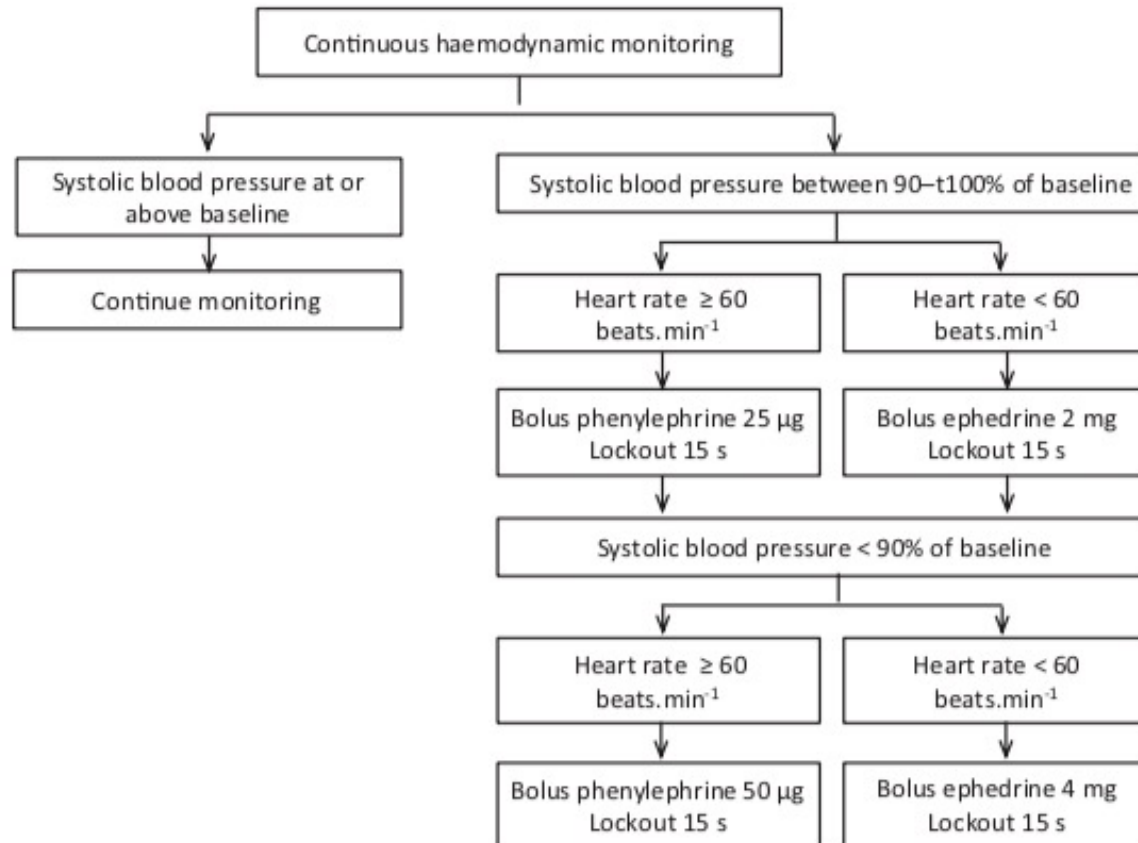 Continuous haemodynamic monitoring
Systolic blood pressure at or
above baseline
Continue monitoring
Systolic blood pressure between 90–t100% of baseline
Heart rate ≥ 60
beats.min⁻¹
Heart rate < 60
beats.min⁻¹
Bolus phenylephrine 25 µg
Lockout 15 s
Bolus ephedrine 2 mg
Lockout 15 s
Systolic blood pressure < 90% of baseline
Heart rate ≥ 60
beats.min⁻¹
Heart rate < 60
beats.min⁻¹
Bolus phenylephrine 50 µg
Lockout 15 s
Bolus ephedrine 4 mg
Lockout 15 s